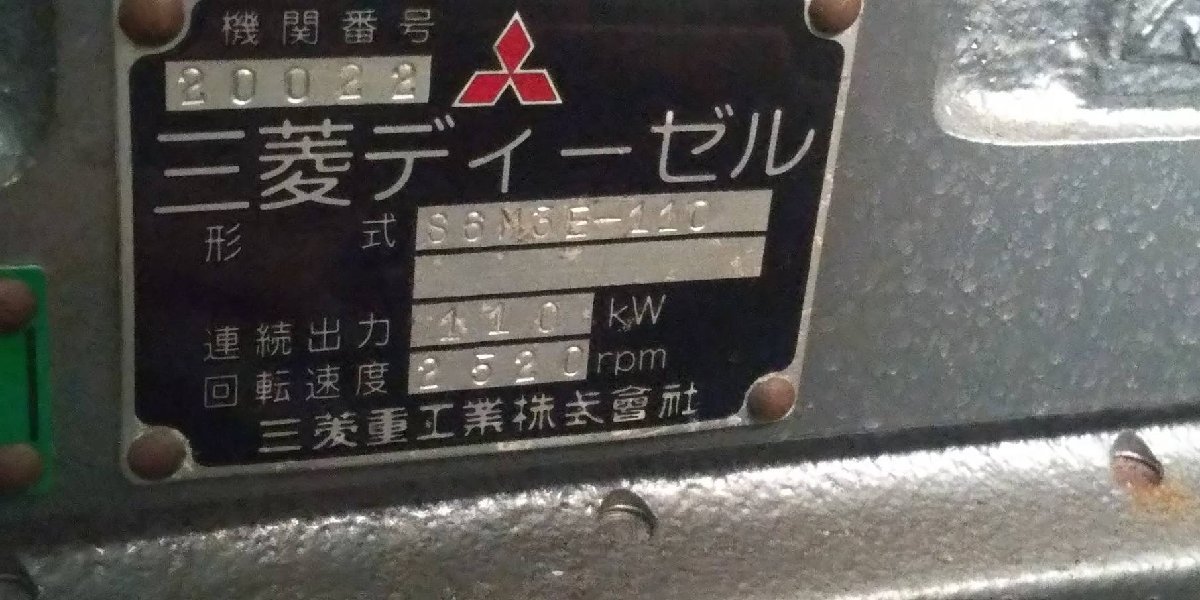 機関番号
20022
三菱ディーゼル
形式 S6M3E-11C
連続出力 110 kW
回転速度 2520 rpm
三菱重工業株式會社